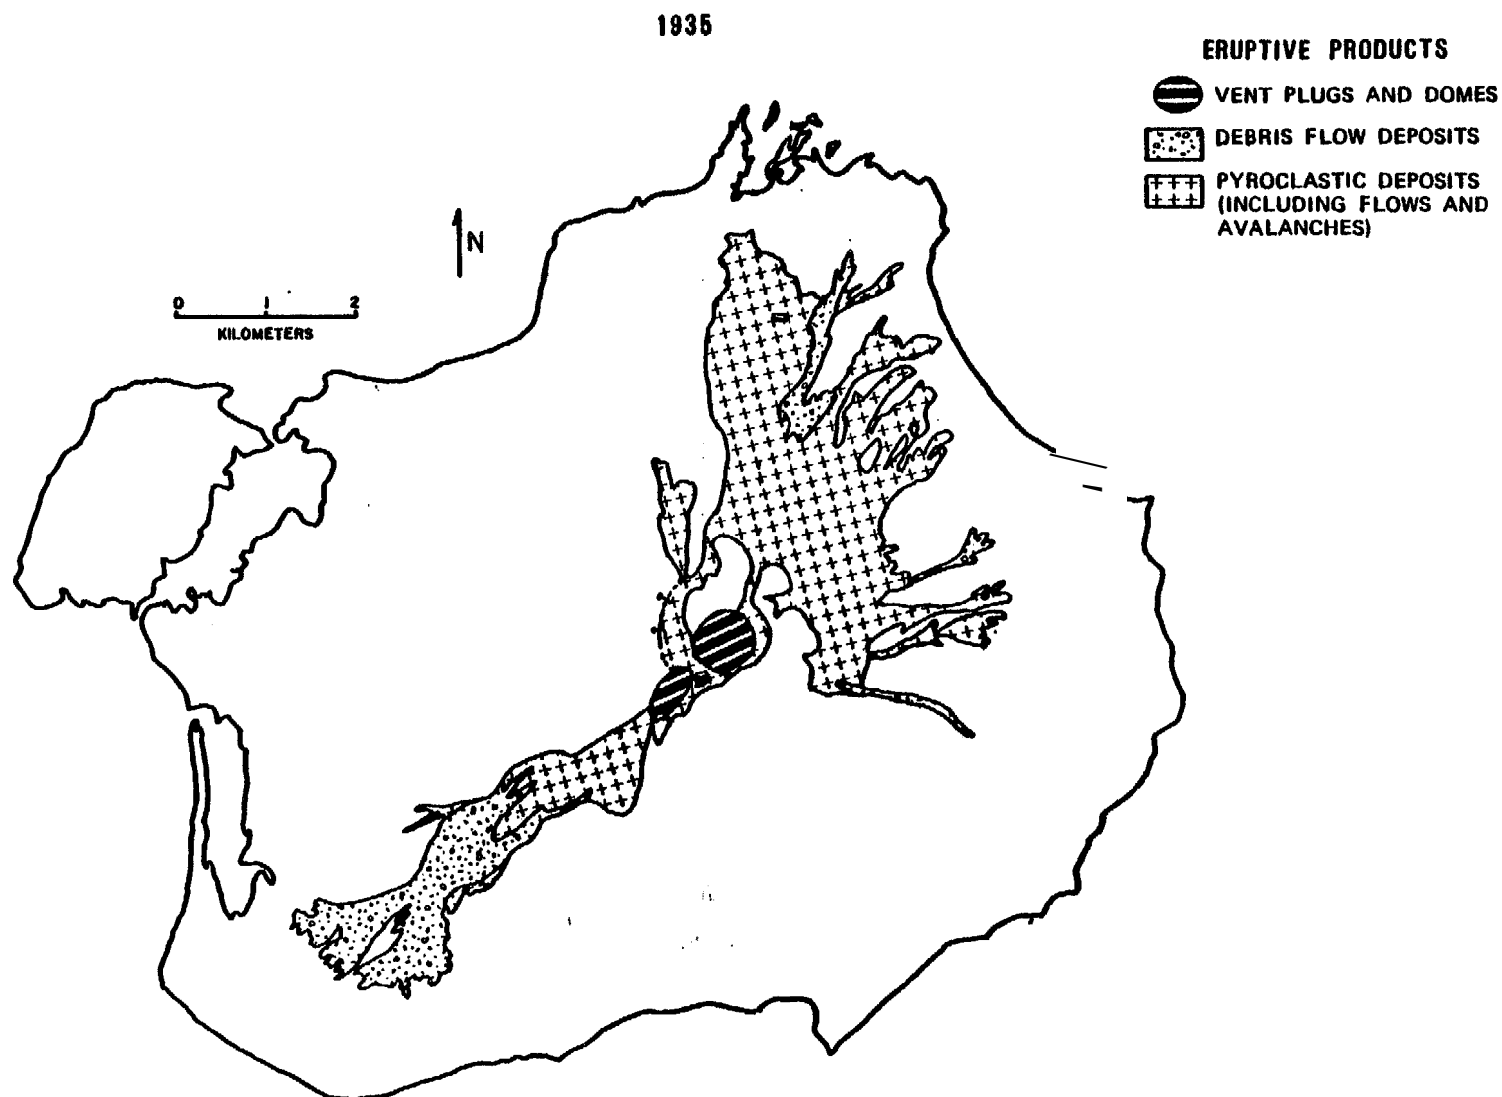 1935
ERUPTIVE PRODUCTS
VENT PLUGS AND DOMES
DEBRIS FLOW DEPOSITS
PYROCLASTIC DEPOSITS
(INCLUDING FLOWS AND
AVALANCHES)
N
0 1 2
KILOMETERS